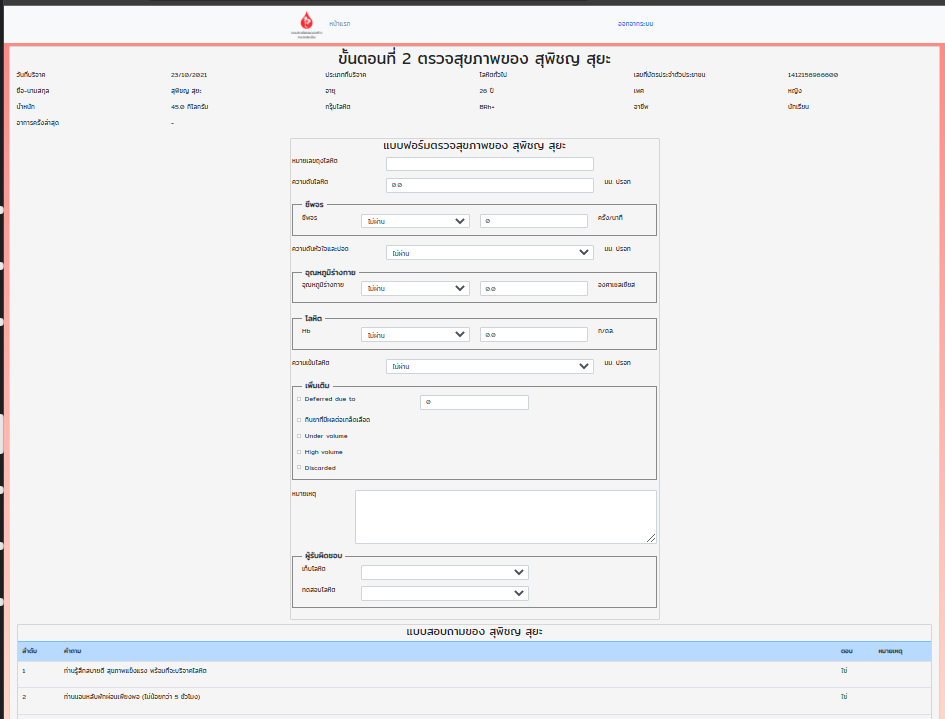 หน้าแรก ออกจากระบบ
ขั้นตอนที่ 2 ตรวจสุขภาพของ สุพิชญ สุยะ
วันที่บริจาค 23/10/2021 ประเภทที่บริจาค โลหิตทั่วไป เลขที่บัตรประจำตัวประชาชน 1412156966600
ชื่อ-นามสกุล สุพิชญ สุยะ อายุ 26 ปี เพศ หญิง
น้ำหนัก 45.0 กิโลกรัม กรุ๊ปโลหิต BRh+ อาชีพ นักเรียน
อาการครั้งล่าสุด -
แบบฟอร์มตรวจสุขภาพของ สุพิชญ สุยะ
หมายเลขถุงโลหิต
ความดันโลหิต 0.0 มม. ปรอท
ชีพจร
ชีพจร ไม่ผ่าน 0 ครั้ง/นาที
ความดันหัวใจและปอด ไม่ผ่าน มม. ปรอท
อุณหภูมิร่างกาย
อุณหภูมิร่างกาย ไม่ผ่าน 0.0 องศาเซลเซียส
โลหิต
Hb ไม่ผ่าน 0.0 ก/ดล.
ความเข้มโลหิต ไม่ผ่าน มม. ปรอท
เพิ่มเติม
Deferred due to 0
กินยาที่มีผลต่อเกล็ดเลือด
Under volume
High volume
Discarded
หมายเหตุ
ผู้รับผิดชอบ
เก็บโลหิต
ทดสอบโลหิต
แบบสอบถามของ สุพิชญ สุยะ
ลำดับ คำถาม ตอบ หมายเหตุ
1 ท่านรู้สึกสบายดี สุขภาพแข็งแรง พร้อมที่จะบริจาคโลหิต ใช่
2 ท่านนอนหลับพักผ่อนเพียงพอ (ไม่น้อยกว่า 5 ชั่วโมง) ใช่